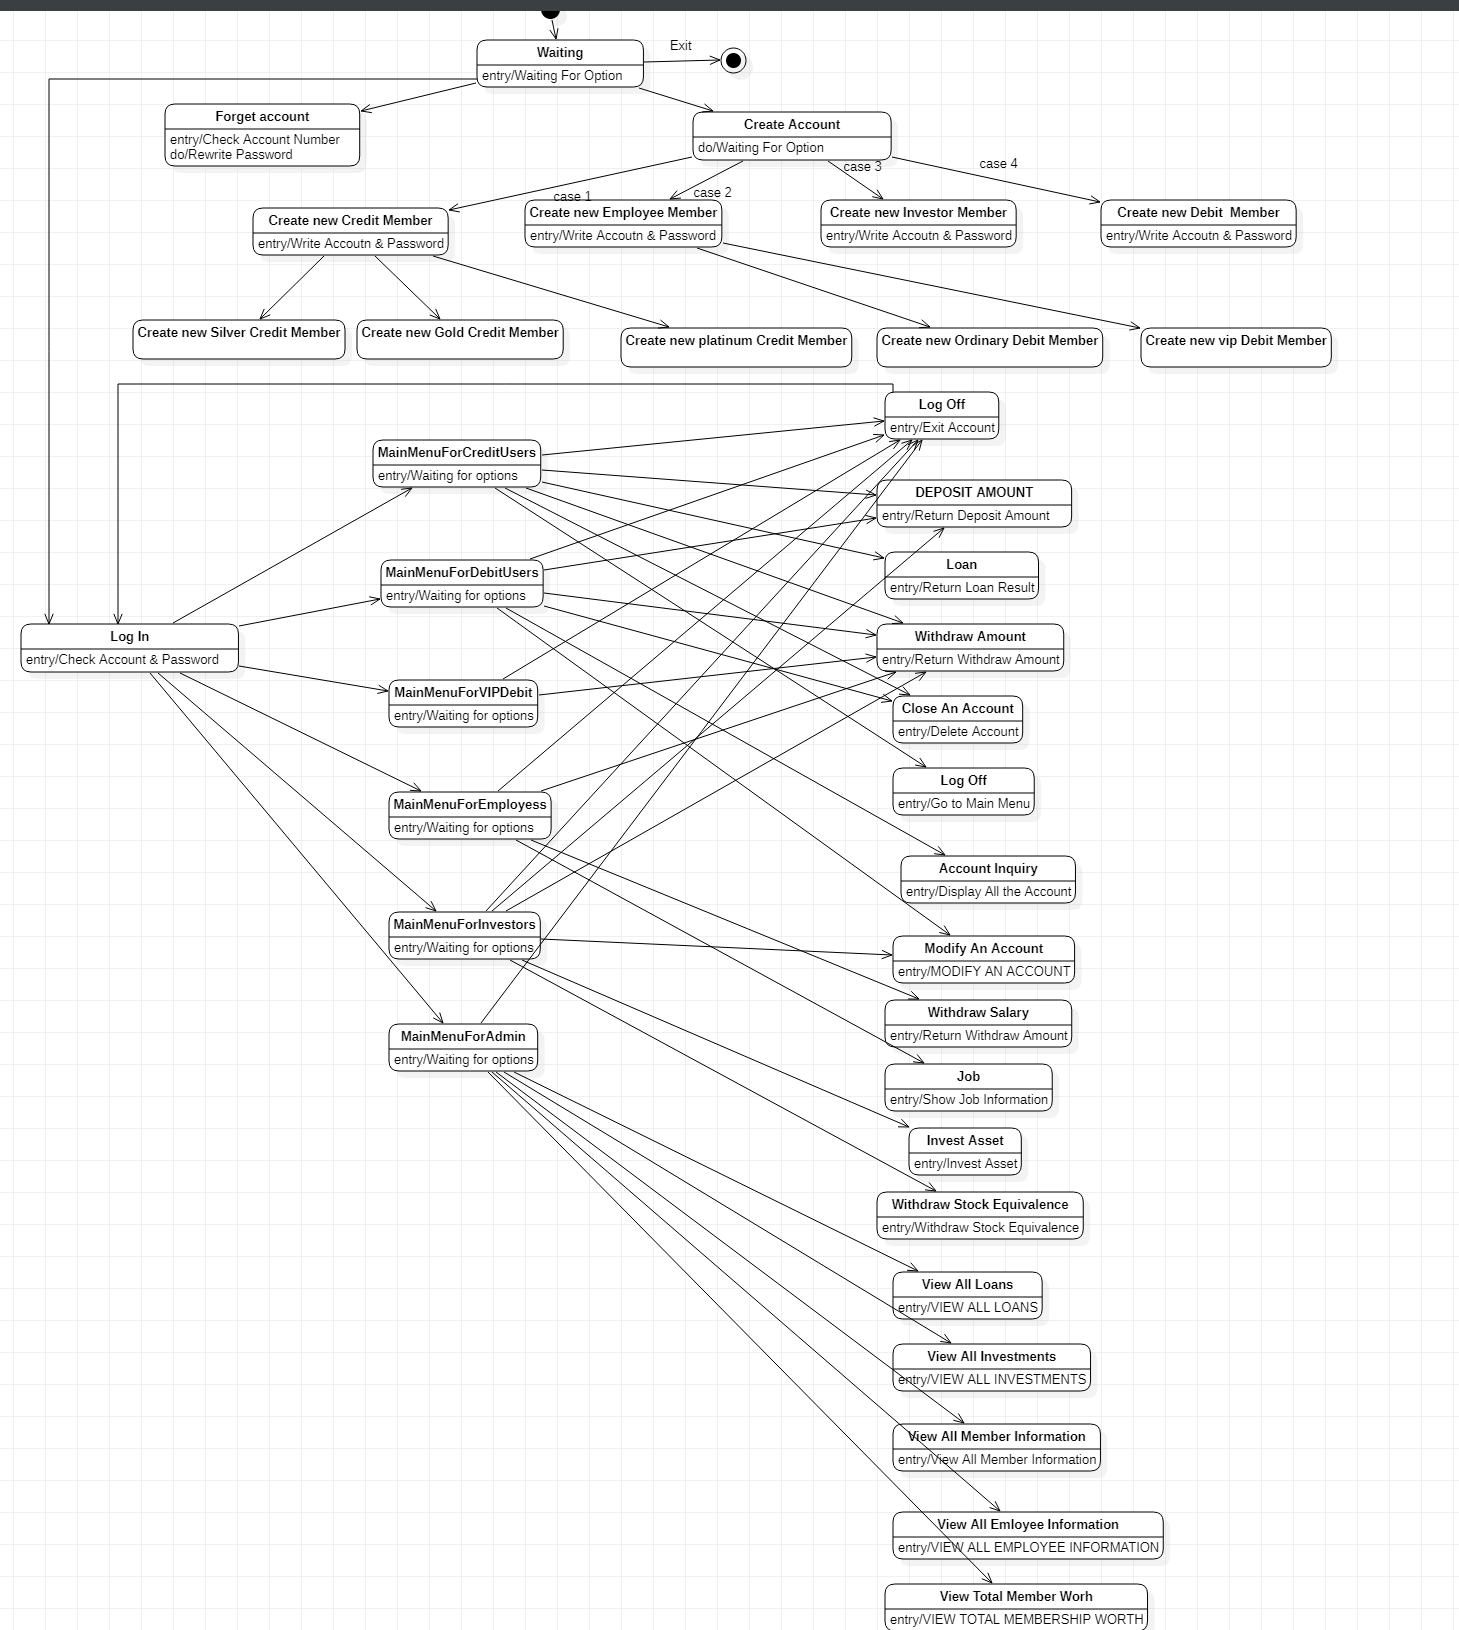 Exit
Waiting
entry/Waiting For Option
Forget account
entry/Check Account Number
do/Rewrite Password
Create Account
do/Waiting For Option
case 1
case 2
case 3
case 4
Create new Credit Member
entry/Write Accoutn & Password
Create new Employee Member
entry/Write Accoutn & Password
Create new Investor Member
entry/Write Accoutn & Password
Create new Debit  Member
entry/Write Accoutn & Password
Create new Silver Credit Member
Create new Gold Credit Member
Create new platinum Credit Member
Create new Ordinary Debit Member
Create new vip Debit Member
Log Off
entry/Exit Account
MainMenuForCreditUsers
entry/Waiting for options
DEPOSIT AMOUNT
entry/Return Deposit Amount
Loan
entry/Return Loan Result
MainMenuForDebitUsers
entry/Waiting for options
Log In
entry/Check Account & Password
Withdraw Amount
entry/Return Withdraw Amount
MainMenuForVIPDebit
entry/Waiting for options
Close An Account
entry/Delete Account
Log Off
entry/Go to Main Menu
MainMenuForEmployess
entry/Waiting for options
Account Inquiry
entry/Display All the Account
MainMenuForInvestors
entry/Waiting for options
Modify An Account
entry/MODIFY AN ACCOUNT
Withdraw Salary
entry/Return Withdraw Amount
MainMenuForAdmin
entry/Waiting for options
Job
entry/Show Job Information
Invest Asset
entry/Invest Asset
Withdraw Stock Equivalence
entry/Withdraw Stock Equivalence
View All Loans
entry/VIEW ALL LOANS
View All Investments
entry/VIEW ALL INVESTMENTS
View All Member Information
entry/View All Member Information
View All Emloyee Information
entry/VIEW ALL EMPLOYEE INFORMATION
View Total Member Worh
entry/VIEW TOTAL MEMBERSHIP WORTH